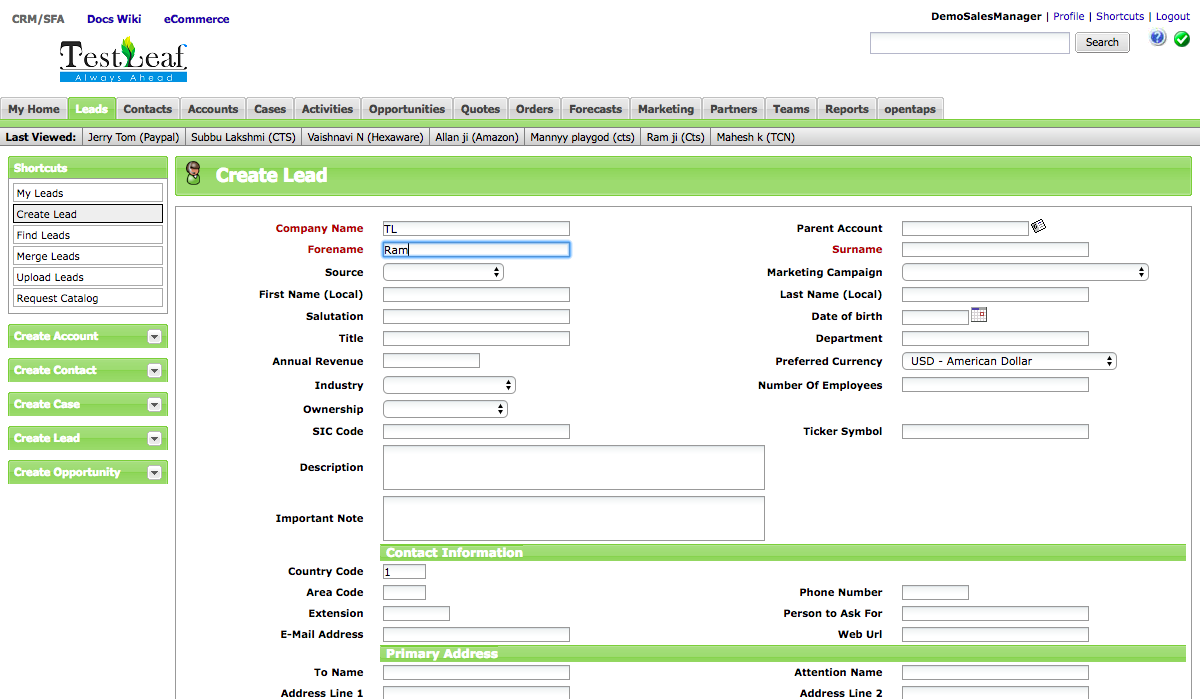 CRM/SFA Docs Wiki eCommerce
DemoSalesManager | Profile | Shortcuts | Logout
TestLeaf
Always Ahead
Search
My Home Leads Contacts Accounts Cases Activities Opportunities Quotes Orders Forecasts Marketing Partners Teams Reports opentaps
Last Viewed: Jerry Tom (Paypal) Subbu Lakshmi (CTS) Vaishnavi N (Hexaware) Allan ji (Amazon) Mannyy playgod (cts) Ram ji (Cts) Mahesh k (TCN)
Shortcuts
My Leads
Create Lead
Find Leads
Merge Leads
Upload Leads
Request Catalog
Create Account
Create Contact
Create Case
Create Lead
Create Opportunity
Create Lead
Company Name TL Parent Account
Forename Ram Surname
Source Marketing Campaign
First Name (Local) Last Name (Local)
Salutation Date of birth
Title Department
Annual Revenue Preferred Currency USD - American Dollar
Industry Number Of Employees
Ownership
SIC Code Ticker Symbol
Description
Important Note
Contact Information
Country Code 1
Area Code Phone Number
Extension Person to Ask For
E-Mail Address Web Url
Primary Address
To Name Attention Name
Address Line 1 Address Line 2